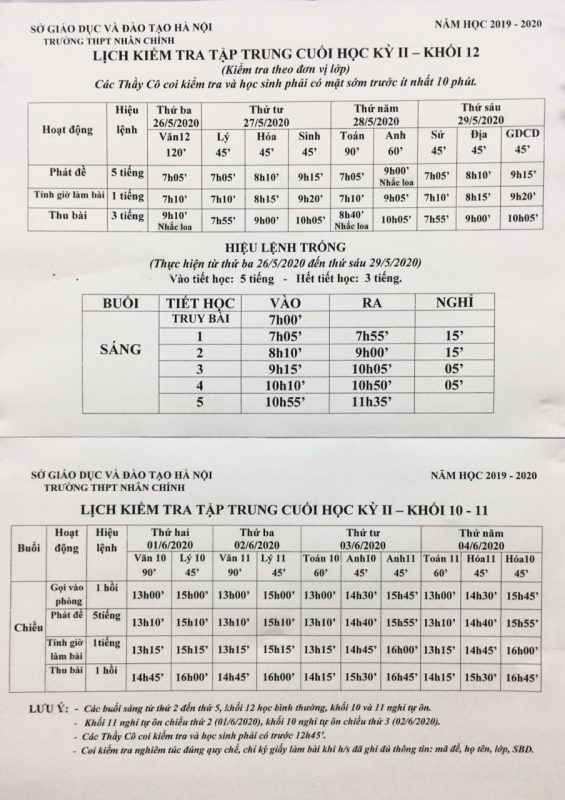 SỞ GIÁO DỤC VÀ ĐÀO TẠO HÀ NỘI NĂM HỌC 2019 - 2020
TRƯỜNG THPT NHÂN CHÍNH
LỊCH KIỂM TRA TẬP TRUNG CUỐI HỌC KỲ II – KHỐI 12
(Kiểm tra theo đơn vị lớp)
Các Thầy Cô coi kiểm tra và học sinh phải có mặt sớm trước ít nhất 10 phút.
Hoạt động Hiệu lệnh Thứ ba 26/5/2020 Thứ tư 27/5/2020 Thứ năm 28/5/2020 Thứ sáu 29/5/2020
Văn12 Lý Hóa Sinh Toán Anh Sử Địa GDCD
120' 45' 45' 45' 90' 60' 45' 45' 45'
Phát đề 5 tiếng 7h05' 7h05' 8h10' 9h15' 7h05' 9h00' Nhắc loa 7h05' 8h10' 9h15'
Tính giờ làm bài 1 tiếng 7h10' 7h10' 8h15' 9h20' 7h10' 9h05' 7h10' 8h15' 9h20'
Thu bài 3 tiếng 9h10' Nhắc loa 7h55' 9h00' 10h05' 8h40' Nhắc loa 10h05' 7h55' 9h00' 10h05'
HIỆU LỆNH TRỐNG
(Thực hiện từ thứ ba 26/5/2020 đến thứ sáu 29/5/2020)
Vào tiết học: 5 tiếng - Hết tiết học: 3 tiếng.
BUỔI TIẾT HỌC VÀO RA NGHỈ
SÁNG TRUY BÀI 7h00'
1 7h05' 7h55' 15'
2 8h10' 9h00' 15'
3 9h15' 10h05' 05'
4 10h10' 10h50' 05'
5 10h55' 11h35'
SỞ GIÁO DỤC VÀ ĐÀO TẠO HÀ NỘI NĂM HỌC 2019 - 2020
TRƯỜNG THPT NHÂN CHÍNH
LỊCH KIỂM TRA TẬP TRUNG CUỐI HỌC KỲ II – KHỐI 10 - 11
Buổi Hoạt động Hiệu lệnh Thứ hai 01/6/2020 Thứ ba 02/6/2020 Thứ tư 03/6/2020 Thứ năm 04/6/2020
Văn 10 Lý 10 Văn 11 Lý 11 Toán 10 Anh10 Anh11 Toán 11 Hóa11 Hóa10
90' 45' 90' 45' 60' 45' 45' 60' 45' 45'
Chiều Gọi vào phòng 1 hồi 13h00' 15h00' 13h00' 15h00' 13h00' 14h30' 15h45' 13h00' 14h30' 15h45'
Phát đề 5tiếng 13h10' 15h10' 13h10' 15h10' 13h10' 14h40' 15h55' 13h10' 14h40' 15h55'
Tính giờ làm bài 1tiếng 13h15' 15h15' 13h15' 15h15' 13h15' 14h45' 16h00' 13h15' 14h45' 16h00'
Thu bài 1 hồi 14h45' 16h00' 14h45' 16h00' 14h15' 15h30' 16h45' 14h15' 15h30' 16h45'
LƯU Ý: - Các buổi sáng từ thứ 2 đến thứ 5, khối 12 học bình thường, khối 10 và 11 nghỉ tự ôn.
- Khối 11 nghỉ tự ôn chiều thứ 2 (01/6/2020), khối 10 nghỉ tự ôn chiều thứ 3 (02/6/2020).
- Các Thầy Cô coi kiểm tra và học sinh phải có trước 12h45'.
- Coi kiểm tra nghiêm túc đúng quy chế, chỉ ký giấy làm bài khi h/s đã ghi đủ thông tin: mã đề, họ tên, lớp, SBD.